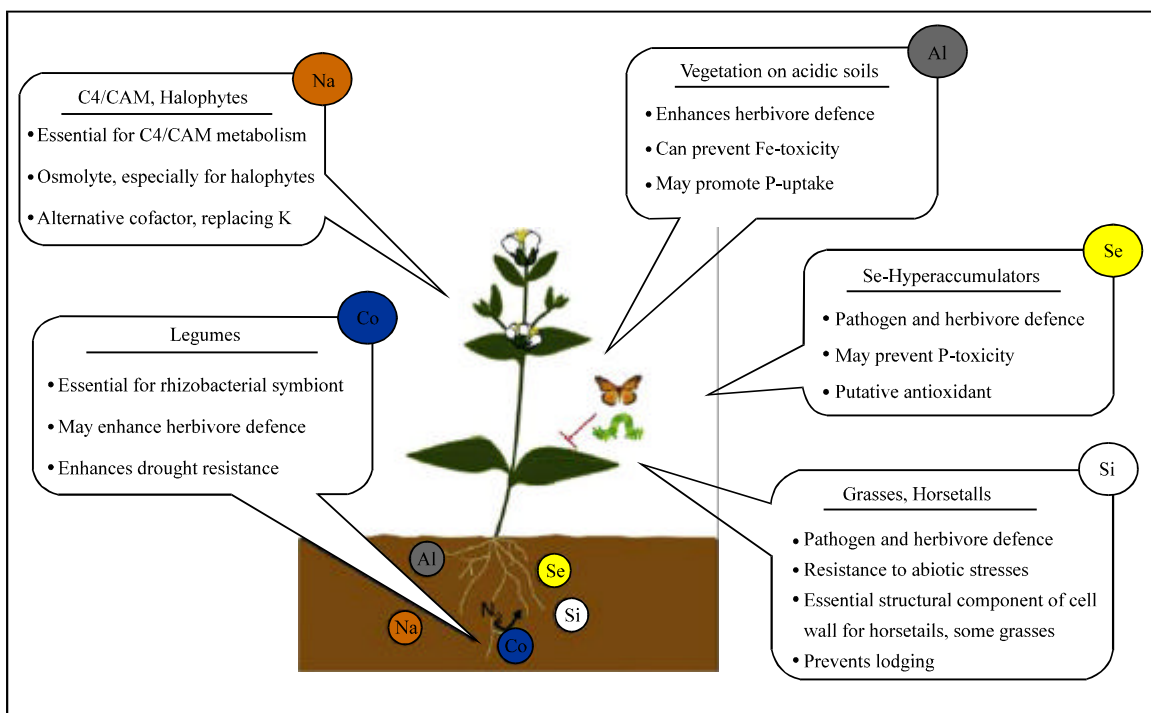 Na
C4/CAM, Halophytes
• Essential for C4/CAM metabolism
• Osmolyte, especially for halophytes
• Alternative cofactor, replacing K
Al
Vegetation on acidic soils
• Enhances herbivore defence
• Can prevent Fe-toxicity
• May promote P-uptake
Co
Legumes
• Essential for rhizobacterial symbiont
• May enhance herbivore defence
• Enhances drought resistance
Se
Se-Hyperaccumulators
• Pathogen and herbivore defence
• May prevent P-toxicity
• Putative antioxidant
Si
Grasses, Horsetalls
• Pathogen and herbivore defence
• Resistance to abiotic stresses
• Essential structural component of cell
wall for horsetails, some grasses
• Prevents lodging
Al
Se
Si
Na
N2
Co